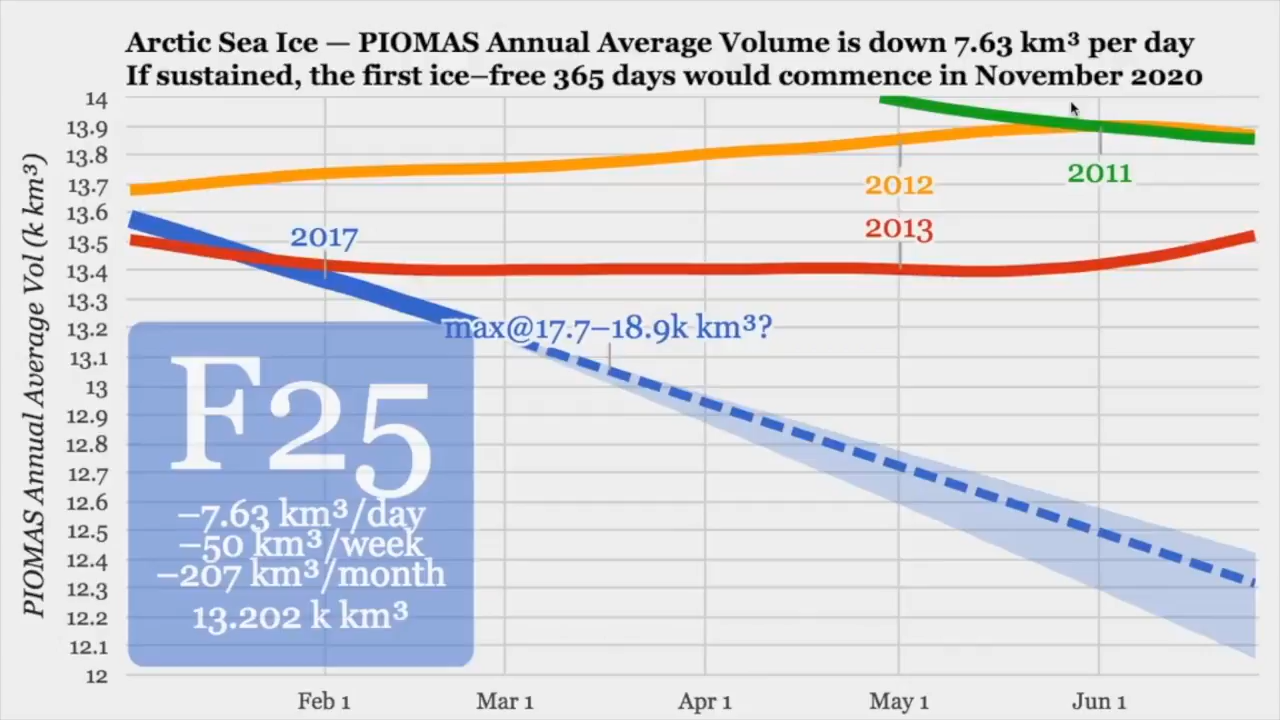 Arctic Sea Ice — PIOMAS Annual Average Volume is down 7.63 km³ per day
If sustained, the first ice–free 365 days would commence in November 2020
PIOMAS Annual Average Vol (k km³)
14
13.9
13.8
13.7
13.6
13.5
13.4
13.3
13.2
13.1
13
12.9
12.8
12.7
12.6
12.5
12.4
12.3
12.2
12.1
12
2011
2012
2013
2017
max@17.7–18.9k km³?
F25
–7.63 km³/day
–50 km³/week
–207 km³/month
13.202 k km³
Feb 1
Mar 1
Apr 1
May 1
Jun 1